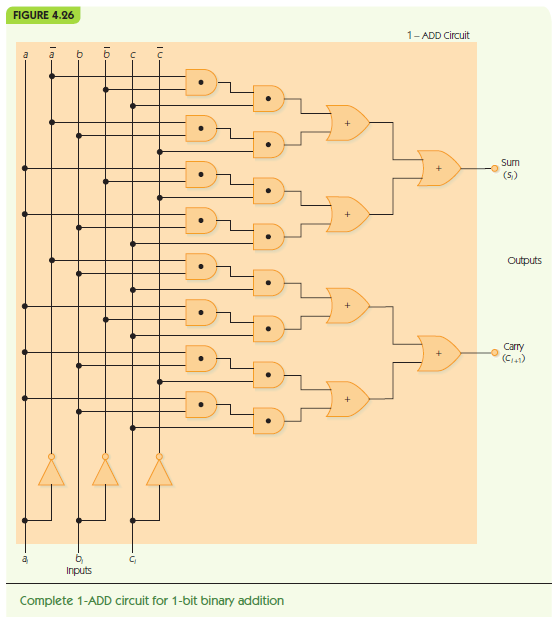 FIGURE 4.26
1 – ADD Circuit
a a̅ b b̅ c c̅
+
+
Sum
(sᵢ)
+
Outputs
+
+
Carry
(cᵢ₊₁)
+
aᵢ bᵢ cᵢ
Inputs
Complete 1-ADD circuit for 1-bit binary addition